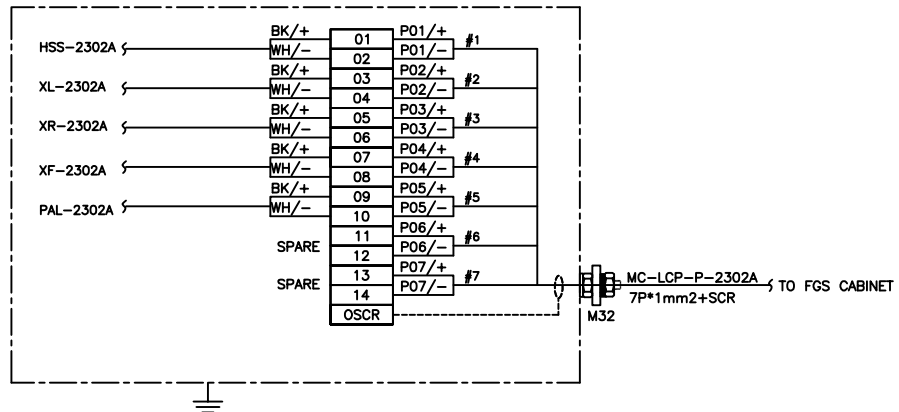 HSS-2302A BK/+ 01 P01/+ #1
WH/- 02 P01/-
XL-2302A BK/+ 03 P02/+ #2
WH/- 04 P02/-
XR-2302A BK/+ 05 P03/+ #3
WH/- 06 P03/-
XF-2302A BK/+ 07 P04/+ #4
WH/- 08 P04/-
PAL-2302A BK/+ 09 P05/+ #5
WH/- 10 P05/-
SPARE 11 P06/+ #6
12 P06/-
SPARE 13 P07/+ #7
14 P07/-
OSCR
MC-LCP-P-2302A
7P*1mm2+SCR
M32
TO FGS CABINET